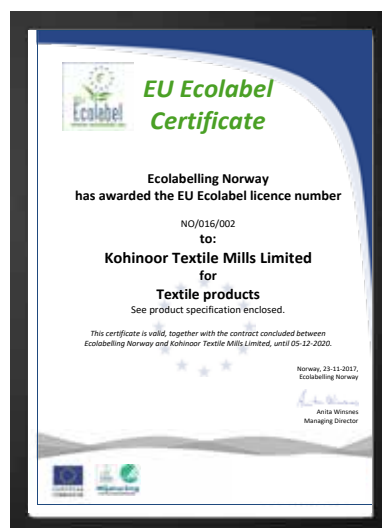 Ecolabel
EU Ecolabel
Certificate
Ecolabelling Norway
has awarded the EU Ecolabel licence number
NO/016/002
to:
Kohinoor Textile Mills Limited
for
Textile products
See product specification enclosed.
This certificate is valid, together with the contract concluded between
Ecolabelling Norway and Kohinoor Textile Mills Limited, until 05-12-2020.
Norway, 23-11-2017,
Ecolabelling Norway
Anita Winsnes
Anita Winsnes
Managing Director